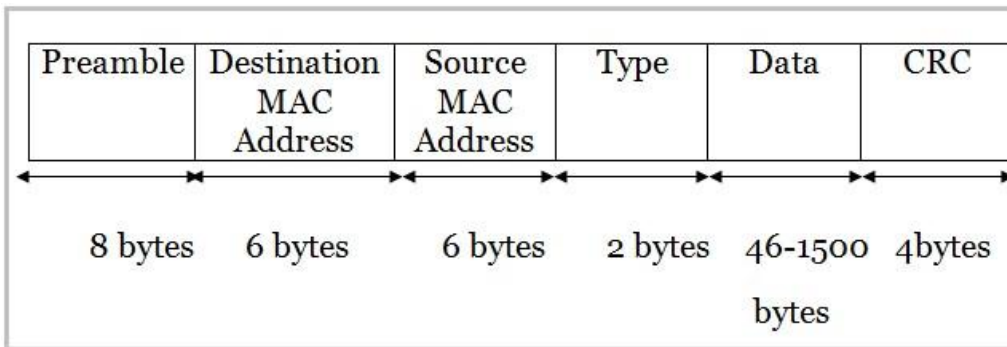 Preamble Destination Source Type Data CRC
MAC MAC
Address Address
8 bytes 6 bytes 6 bytes 2 bytes 46-1500 4bytes
bytes